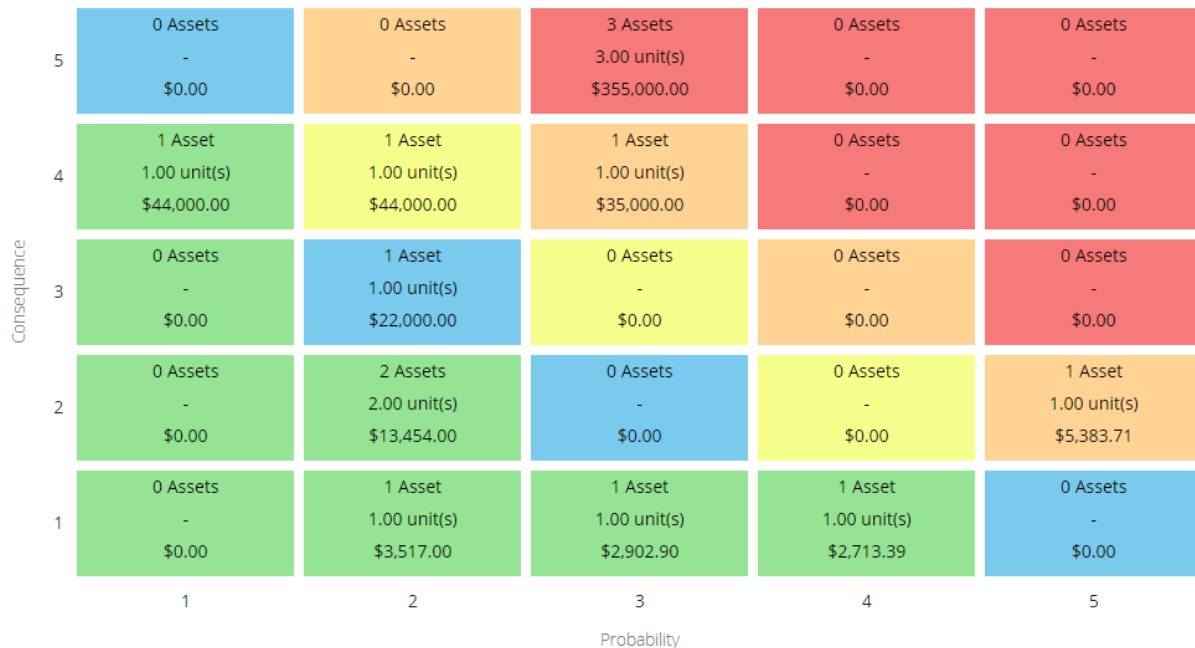 0 Assets 0 Assets 3 Assets 0 Assets 0 Assets
5 - - 3.00 unit(s) - -
$0.00 $0.00 $355,000.00 $0.00 $0.00
1 Asset 1 Asset 1 Asset 0 Assets 0 Assets
4 1.00 unit(s) 1.00 unit(s) 1.00 unit(s) - -
$44,000.00 $44,000.00 $35,000.00 $0.00 $0.00
Consequence
0 Assets 1 Asset 0 Assets 0 Assets 0 Assets
3 - 1.00 unit(s) - - -
$0.00 $22,000.00 $0.00 $0.00 $0.00
0 Assets 2 Assets 0 Assets 0 Assets 1 Asset
2 - 2.00 unit(s) - - 1.00 unit(s)
$0.00 $13,454.00 $0.00 $0.00 $5,383.71
0 Assets 1 Asset 1 Asset 1 Asset 0 Assets
1 - 1.00 unit(s) 1.00 unit(s) 1.00 unit(s) -
$0.00 $3,517.00 $2,902.90 $2,713.39 $0.00
1 2 3 4 5
Probability